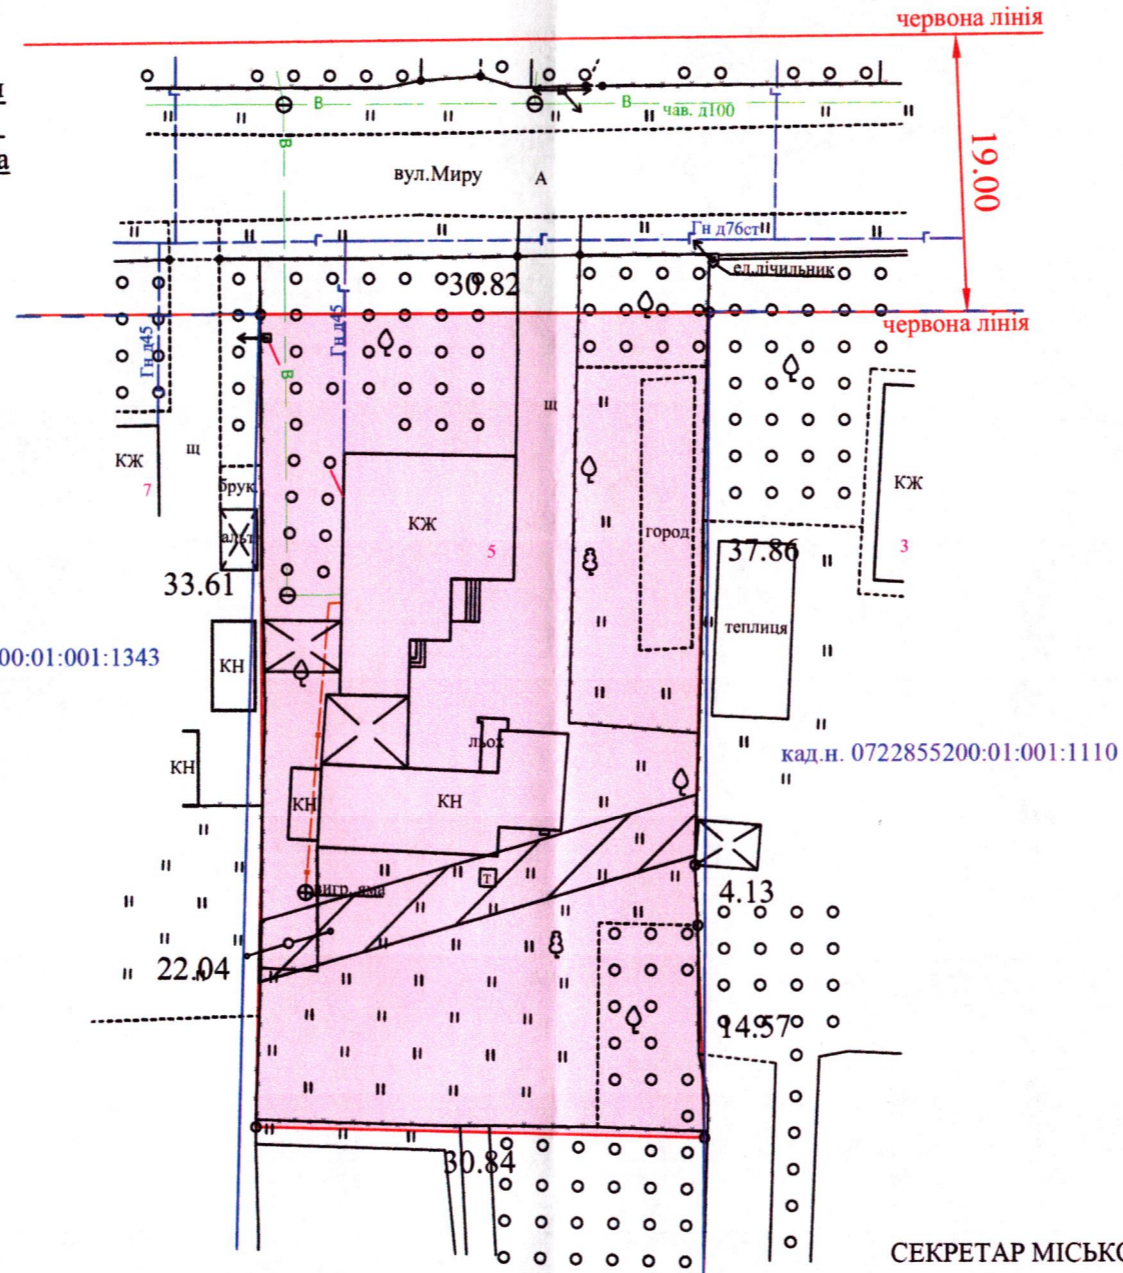 червона лінія
В
В
чав. д100
В
19.00
вул.Миру
А
Г
Г
Гн д76ст
Г
Г
Г
ел.лічильник
30.82
червона лінія
Гн д45
Гн д45
В
щ
щ
КЖ
7
брук.
альт
КЖ
5
город
КЖ
3
37.86
33.61
теплиця
00:01:001:1343
КН
льох
кад.н. 0722855200:01:001:1110
КН
КН
КН
Т
вигр. яма
4.13
22.04
14.57
30.84
СЕКРЕТАР МІСЬКО